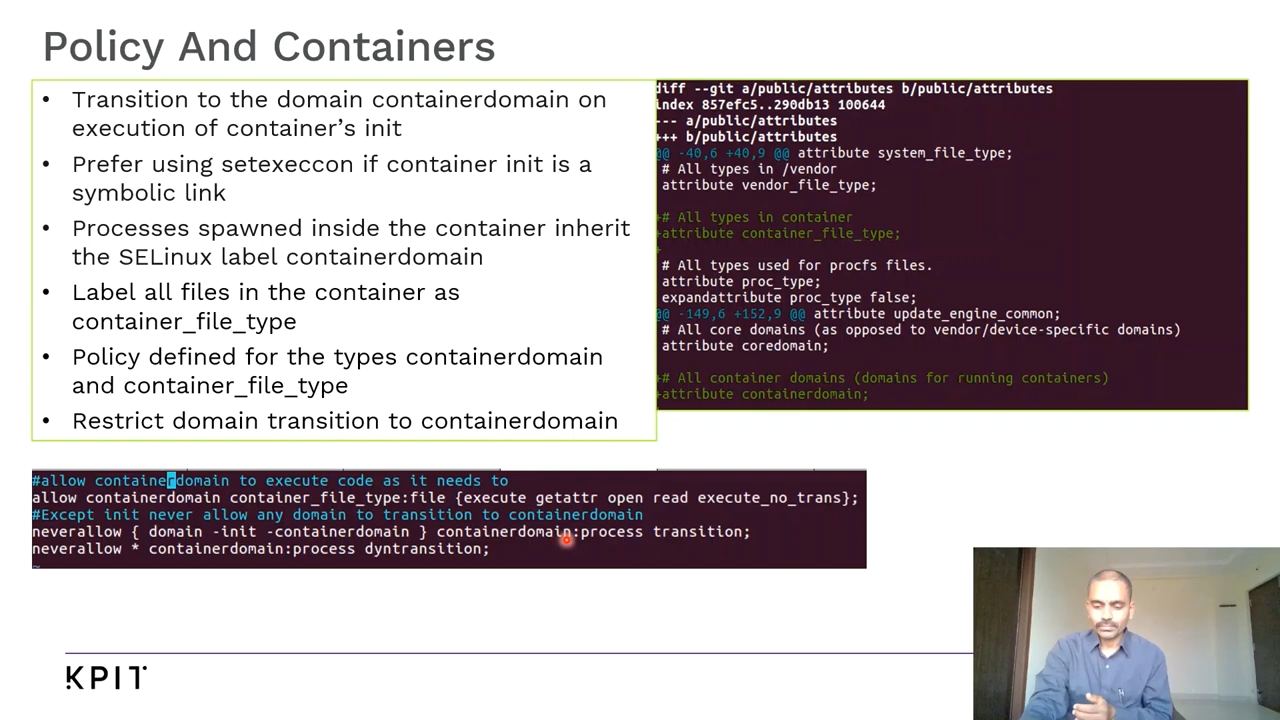 Policy And Containers
• Transition to the domain containerdomain on
execution of container's init
• Prefer using setexeccon if container init is a
symbolic link
• Processes spawned inside the container inherit
the SELinux label containerdomain
• Label all files in the container as
container_file_type
• Policy defined for the types containerdomain
and container_file_type
• Restrict domain transition to containerdomain
diff --git a/public/attributes b/public/attributes
index 857efc5..290db13 100644
--- a/public/attributes
+++ b/public/attributes
@@ -40,6 +40,9 @@ attribute system_file_type;
# All types in /vendor
attribute vendor_file_type;
+# All types in container
+attribute container_file_type;
+
# All types used for procfs files.
attribute proc_type;
expandattribute proc_type false;
@@ -149,6 +152,9 @@ attribute update_engine_common;
# All core domains (as opposed to vendor/device-specific domains)
attribute coredomain;
+# All container domains (domains for running containers)
+attribute containerdomain;
#allow containerdomain to execute code as it needs to
allow containerdomain container_file_type:file {execute getattr open read execute_no_trans};
#Except init never allow any domain to transition to containerdomain
neverallow { domain -init -containerdomain } containerdomain:process transition;
neverallow * containerdomain:process dyntransition;
~
KPIT